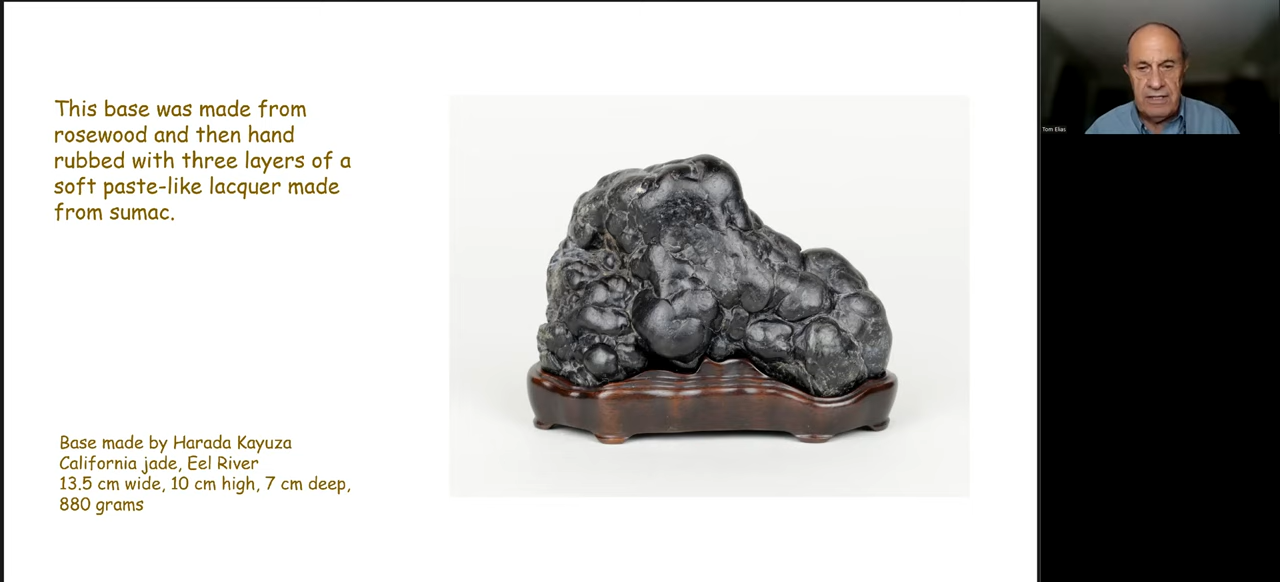 This base was made from
rosewood and then hand
rubbed with three layers of a
soft paste-like lacquer made
from sumac.
Base made by Harada Kayuza
California jade, Eel River
13.5 cm wide, 10 cm high, 7 cm deep,
880 grams
Tom Elias